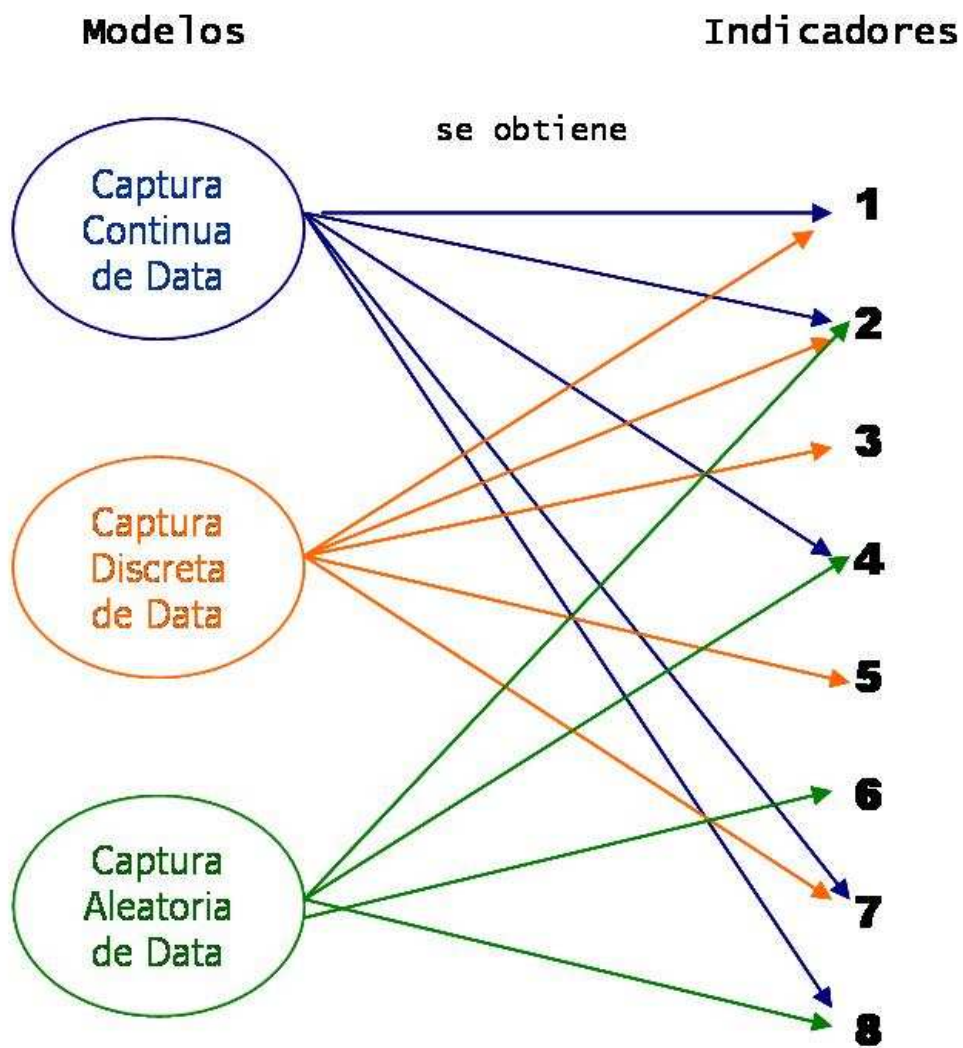 Modelos
Indicadores
se obtiene
Captura
Continua
de Data
Captura
Discreta
de Data
Captura
Aleatoria
de Data
1
2
3
4
5
6
7
8